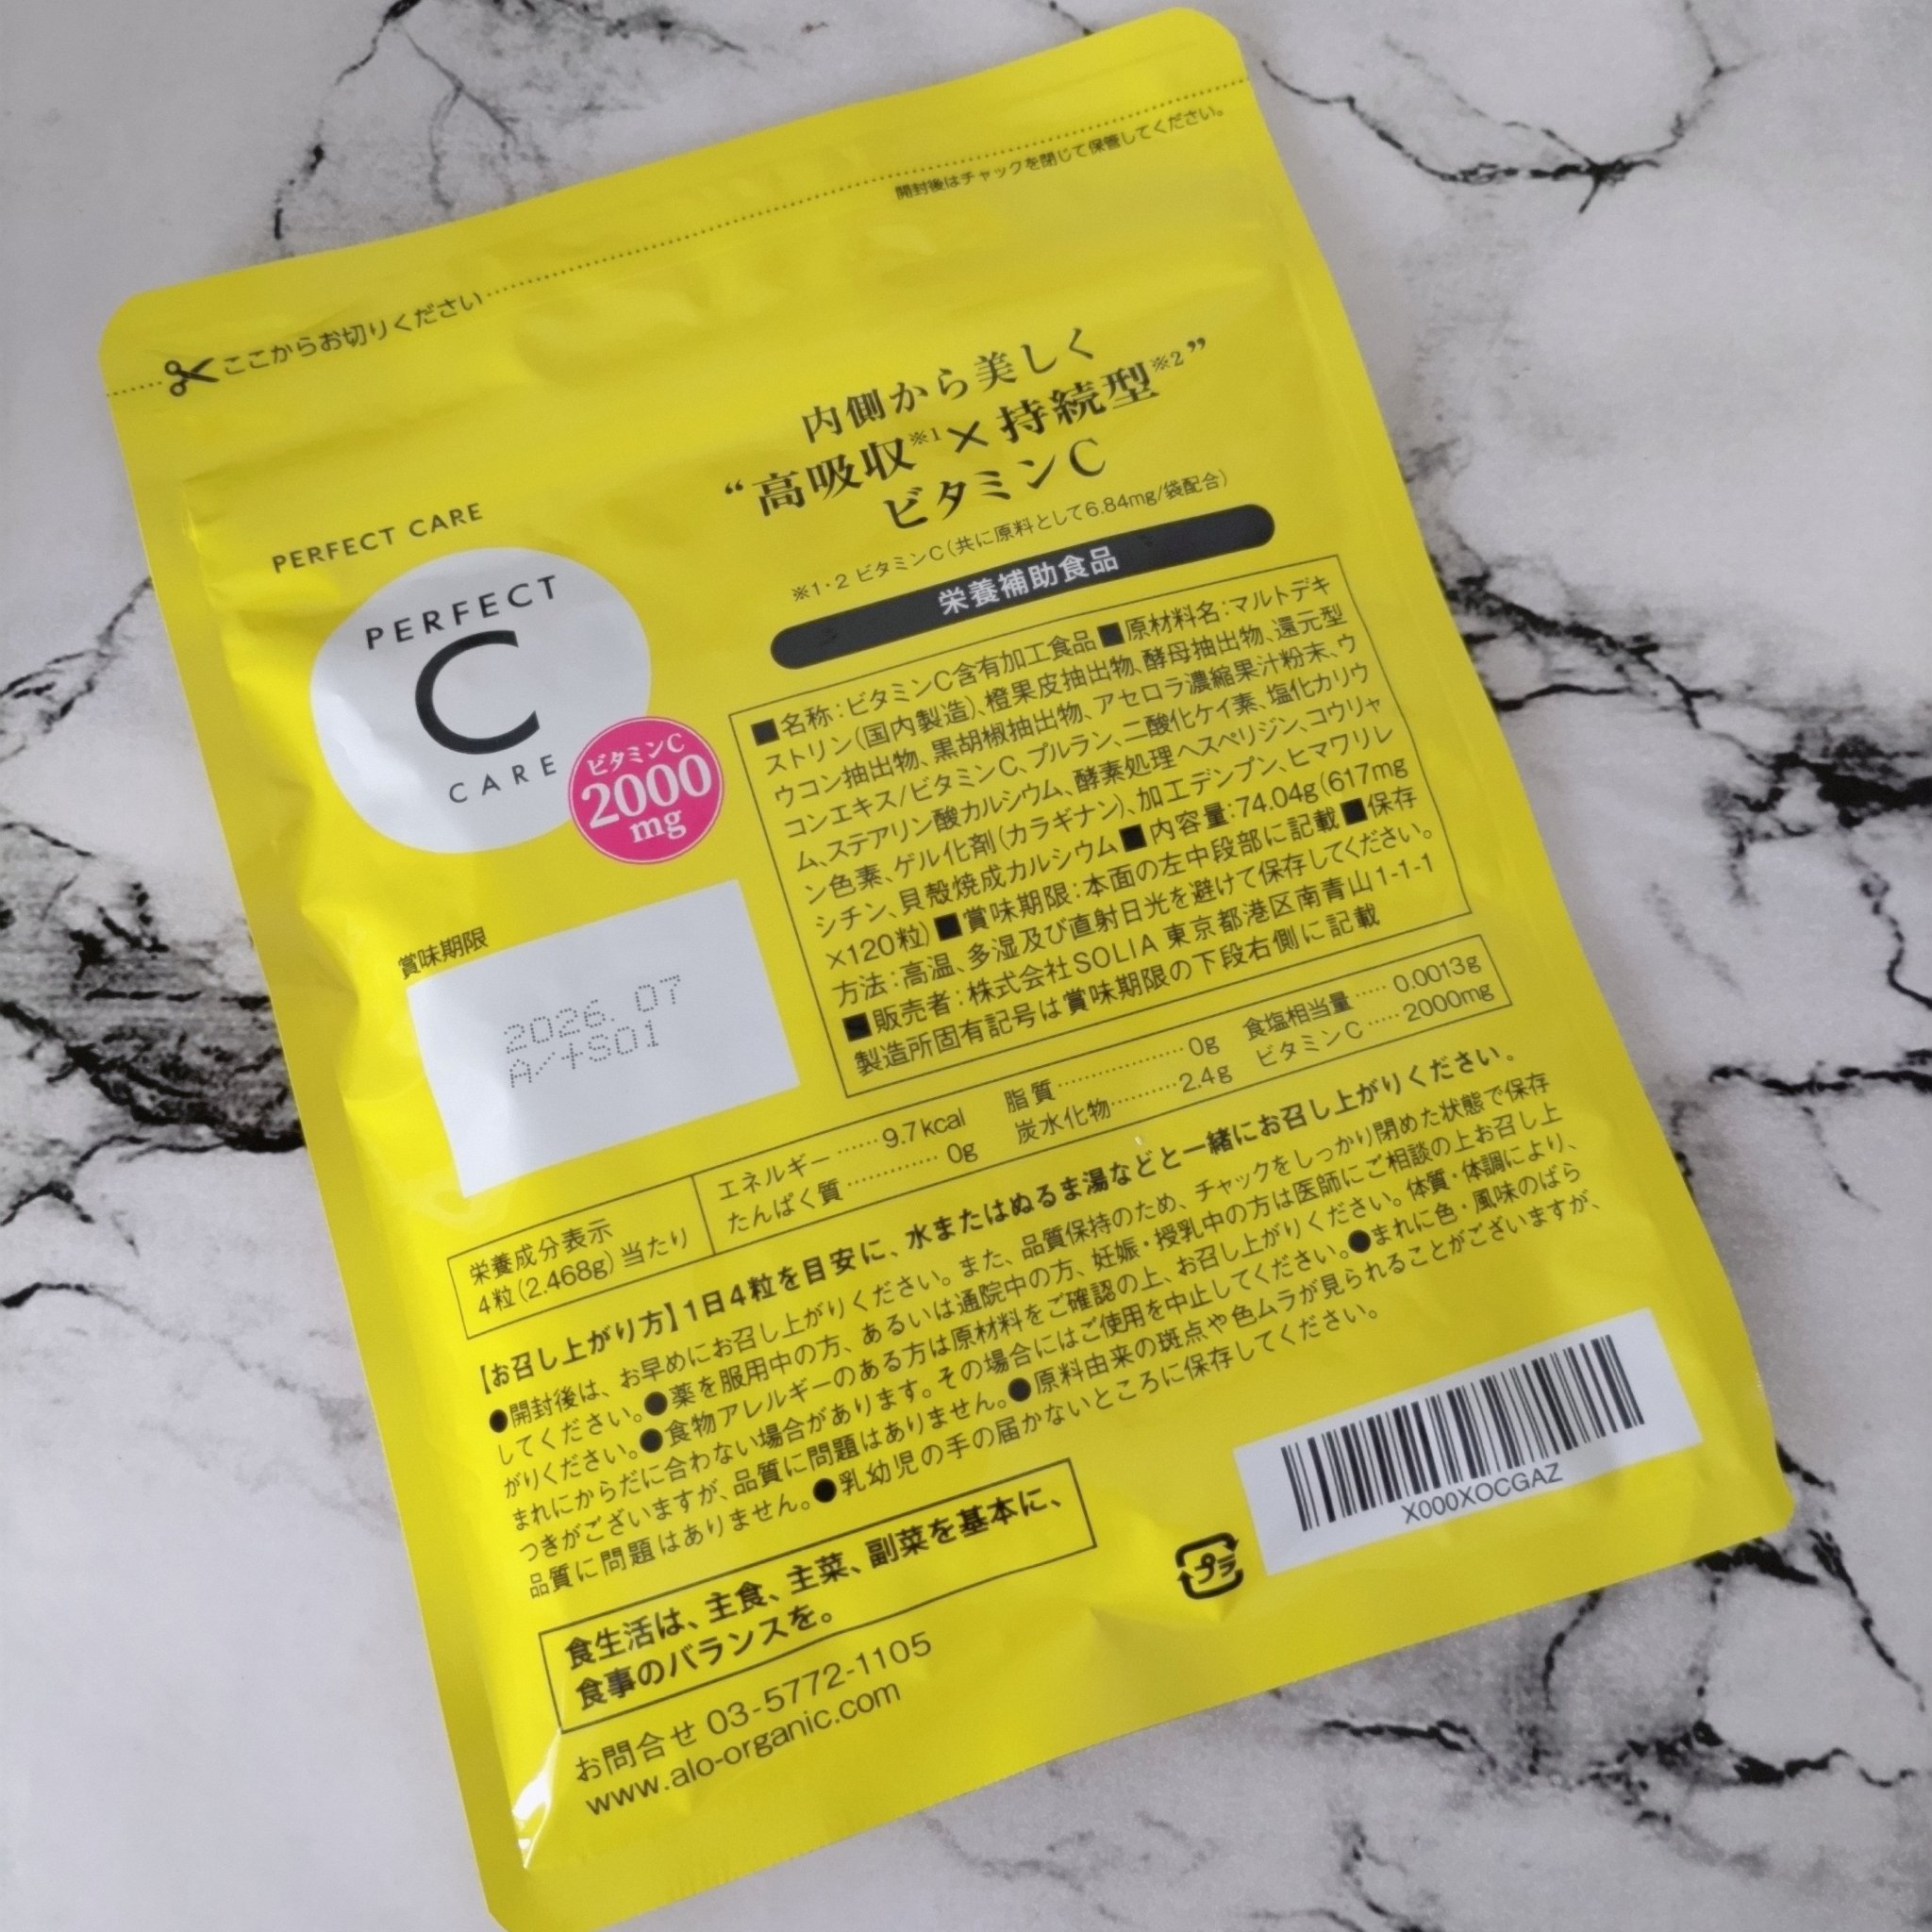 開封後はチャックを閉じて保管してください。
ここからお切りください
内側から美しく
“高吸収※1×持続型※2”
ビタミンC
※1・2 ビタミンC（共に原料として6.84mg/袋配合）
栄養補助食品
PERFECT CARE
PERFECT
C
CARE
ビタミンC
2000
mg
■名称：ビタミンC含有加工食品■原材料名：マルトデキ
ストリン（国内製造）、橙果皮抽出物、酵母抽出物、還元型
ウコン抽出物、黒胡椒抽出物、アセロラ濃縮果汁粉末、ウ
コンエキス/ビタミンC、プルラン、二酸化ケイ素、塩化カリウ
ム、ステアリン酸カルシウム、酵素処理ヘスペリジン、コウリャ
ン色素、ゲル化剤（カラギナン）、加工デンプン、ヒマワリレ
シチン、貝殻焼成カルシウム■内容量：74.04g（617mg
×120粒）■賞味期限：本面の左中段部に記載■保存
方法：高温、多湿及び直射日光を避けて保存してください。
■販売者：株式会社SOLIA 東京都港区南青山1-1-1
製造所固有記号は賞味期限の下段右側に記載
賞味期限
2026. 07
A/+S01
栄養成分表示
4粒（2.468g）当たり
エネルギー……9.7kcal
たんぱく質…………0g
脂質………………0g
炭水化物…………2.4g
食塩相当量……0.0013g
ビタミンC……2000mg
【お召し上がり方】1日4粒を目安に、水またはぬるま湯などと一緒にお召し上がりください。
●開封後は、お早めにお召し上がりください。また、品質保持のため、チャックをしっかり閉めた状態で保存
してください。●薬を服用中の方、あるいは通院中の方、妊娠・授乳中の方は医師にご相談の上お召し上
がりください。●食物アレルギーのある方は原材料をご確認の上、お召し上がりください。体質・体調により、
まれにからだに合わない場合があります。その場合にはご使用を中止してください。●まれに色・風味のばら
つきがございますが、品質に問題はありません。●原料由来の斑点や色ムラが見られることがございますが、
品質に問題はありません。●乳幼児の手の届かないところに保存してください。
食生活は、主食、主菜、副菜を基本に、
食事のバランスを。
プラ
X000XOCGAZ
お問合せ 03-5772-1105
www.alo-organic.com